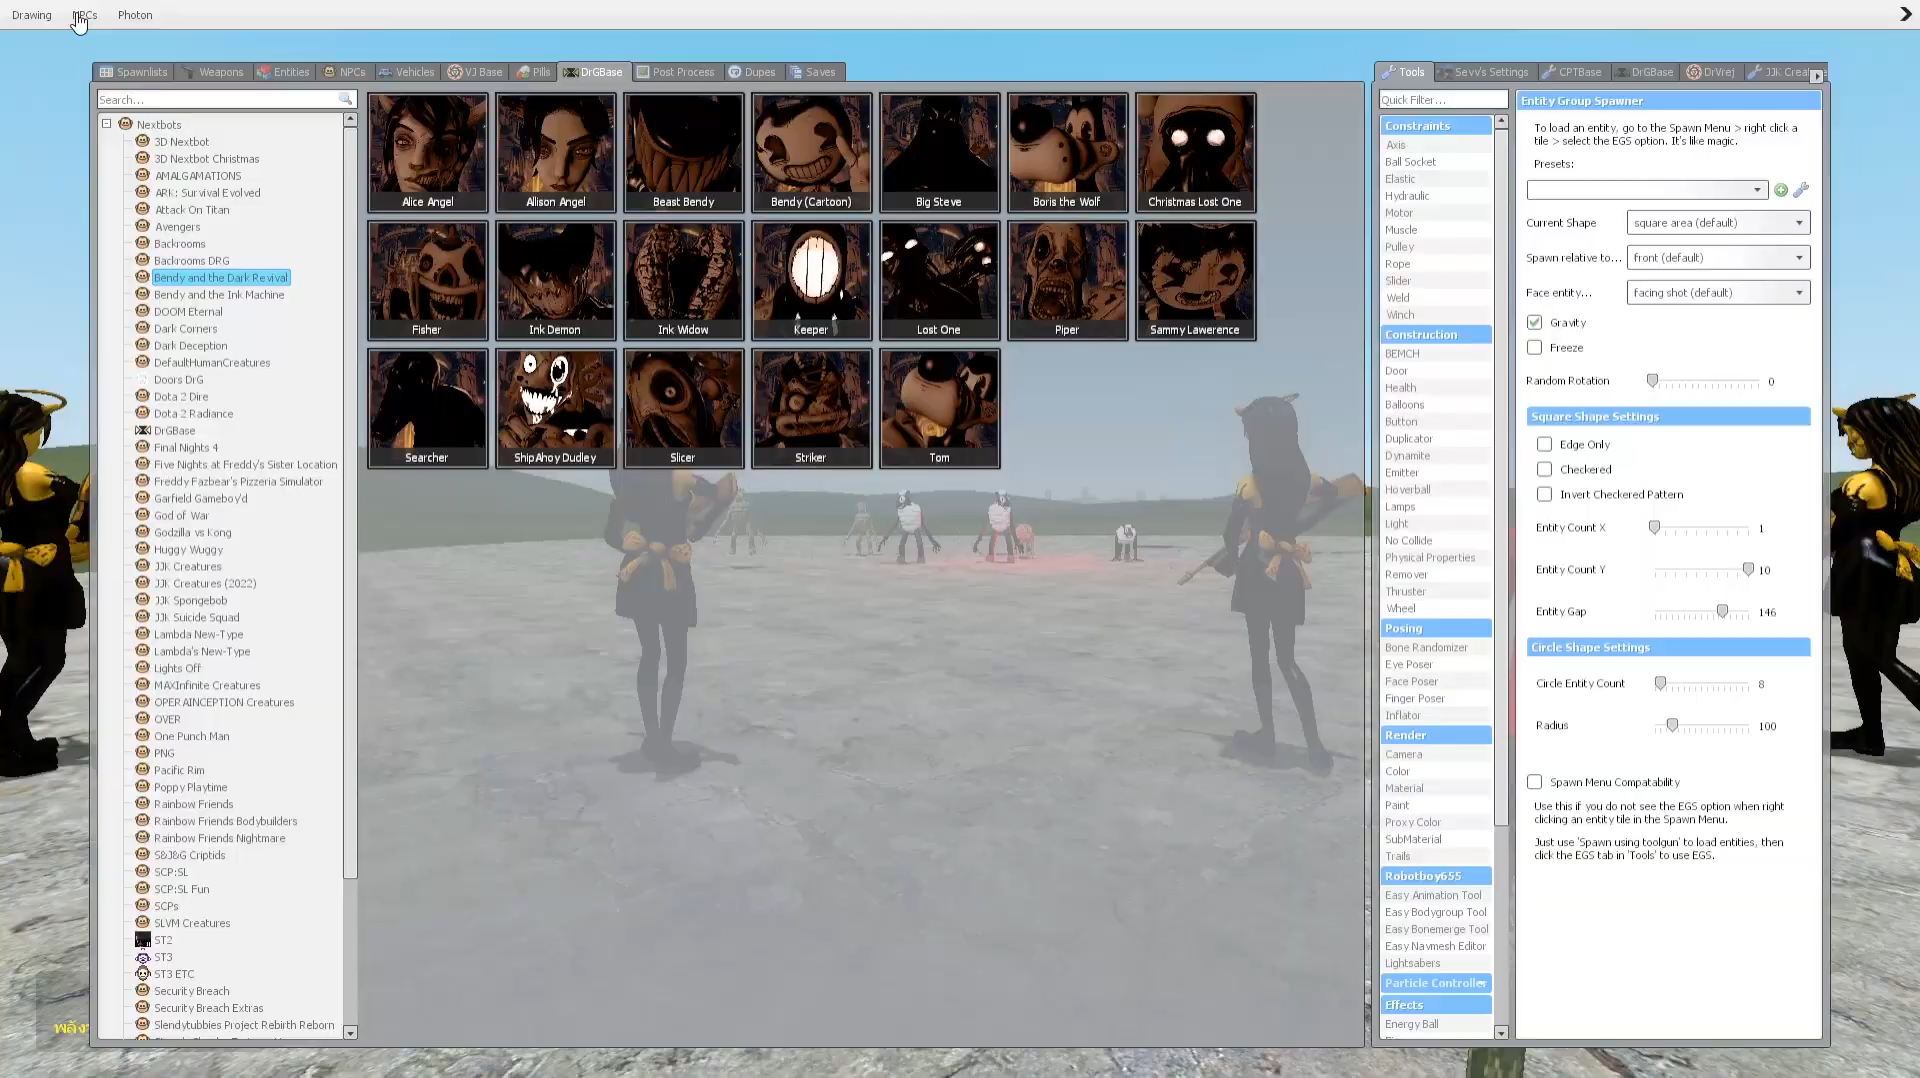 Drawing
NPCs
Photon
Spawnlists
Weapons
Entities
NPCs
Vehicles
VJ Base
Pills
DrGBase
Post Process
Dupes
Saves
Search...
Nextbots
3D Nextbot
3D Nextbot Christmas
AMALGAMATIONS
ARK: Survival Evolved
Attack On Titan
Avengers
Backrooms
Backrooms DRG
Bendy and the Dark Revival
Bendy and the Ink Machine
DOOM Eternal
Dark Corners
Dark Deception
DefaultHumanCreatures
Doors DrG
Dota 2 Dire
Dota 2 Radiance
DrGBase
Final Nights 4
Five Nights at Freddy's Sister Location
Freddy Fazbear's Pizzeria Simulator
Garfield Gameboy'd
God of War
Godzilla vs Kong
Huggy Wuggy
JJK Creatures
JJK Creatures (2022)
JJK Spongebob
JJK Suicide Squad
Lambda New-Type
Lambda's New-Type
Lights Off
MAXInfinite Creatures
OPERAINCEPTION Creatures
OVER
One Punch Man
PNG
Pacific Rim
Poppy Playtime
Rainbow Friends
Rainbow Friends Bodybuilders
Rainbow Friends Nightmare
S&J&G Criptids
SCP:SL
SCP:SL Fun
SCPs
SLVM Creatures
ST2
ST3
ST3 ETC
Security Breach
Security Breach Extras
Slendytubbies Project Rebirth Reborn
Alice Angel
Allison Angel
Beast Bendy
Bendy (Cartoon)
Big Steve
Boris the Wolf
Christmas Lost One
Fisher
Ink Demon
Ink Widow
Keeper
Lost One
Piper
Sammy Lawerence
Searcher
ShipAhoy Dudley
Slicer
Striker
Tom
Tools
Sevv's Settings
CPTBase
DrGBase
DrVrej
JJK Crea
Quick Filter...
Constraints
Axis
Ball Socket
Elastic
Hydraulic
Motor
Muscle
Pulley
Rope
Slider
Weld
Winch
Construction
BEMCH
Door
Health
Balloons
Button
Duplicator
Dynamite
Emitter
Hoverball
Lamps
Light
No Collide
Physical Properties
Remover
Thruster
Wheel
Posing
Bone Randomizer
Eye Poser
Face Poser
Finger Poser
Inflator
Render
Camera
Color
Material
Paint
Proxy Color
SubMaterial
Trails
Robotboy655
Easy Animation Tool
Easy Bodygroup Tool
Easy Bonemerge Tool
Easy Navmesh Editor
Lightsabers
Particle Controller
Effects
Energy Ball
Entity Group Spawner
To load an entity, go to the Spawn Menu > right click a
tile > select the EGS option. It's like magic.
Presets:
Current Shape square area (default)
Spawn relative to... front (default)
Face entity... facing shot (default)
Gravity
Freeze
Random Rotation 0
Square Shape Settings
Edge Only
Checkered
Invert Checkered Pattern
Entity Count X 1
Entity Count Y 10
Entity Gap 146
Circle Shape Settings
Circle Entity Count 8
Radius 100
Spawn Menu Compatability
Use this if you do not see the EGS option when right
clicking an entity tile in the Spawn Menu.
Just use 'Spawn using toolgun' to load entities, then
click the EGS tab in 'Tools' to use EGS.